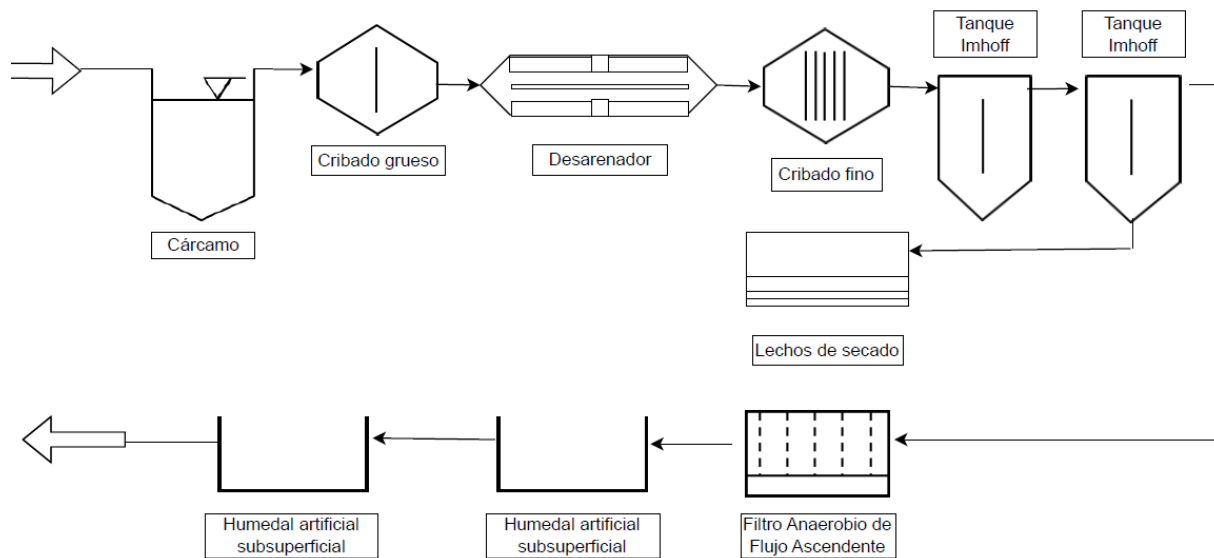 Tanque
Imhoff
Tanque
Imhoff
Cribado grueso
Desarenador
Cribado fino
Cárcamo
Lechos de secado
Humedal artificial
subsuperficial
Humedal artificial
subsuperficial
Filtro Anaerobio de
Flujo Ascendente